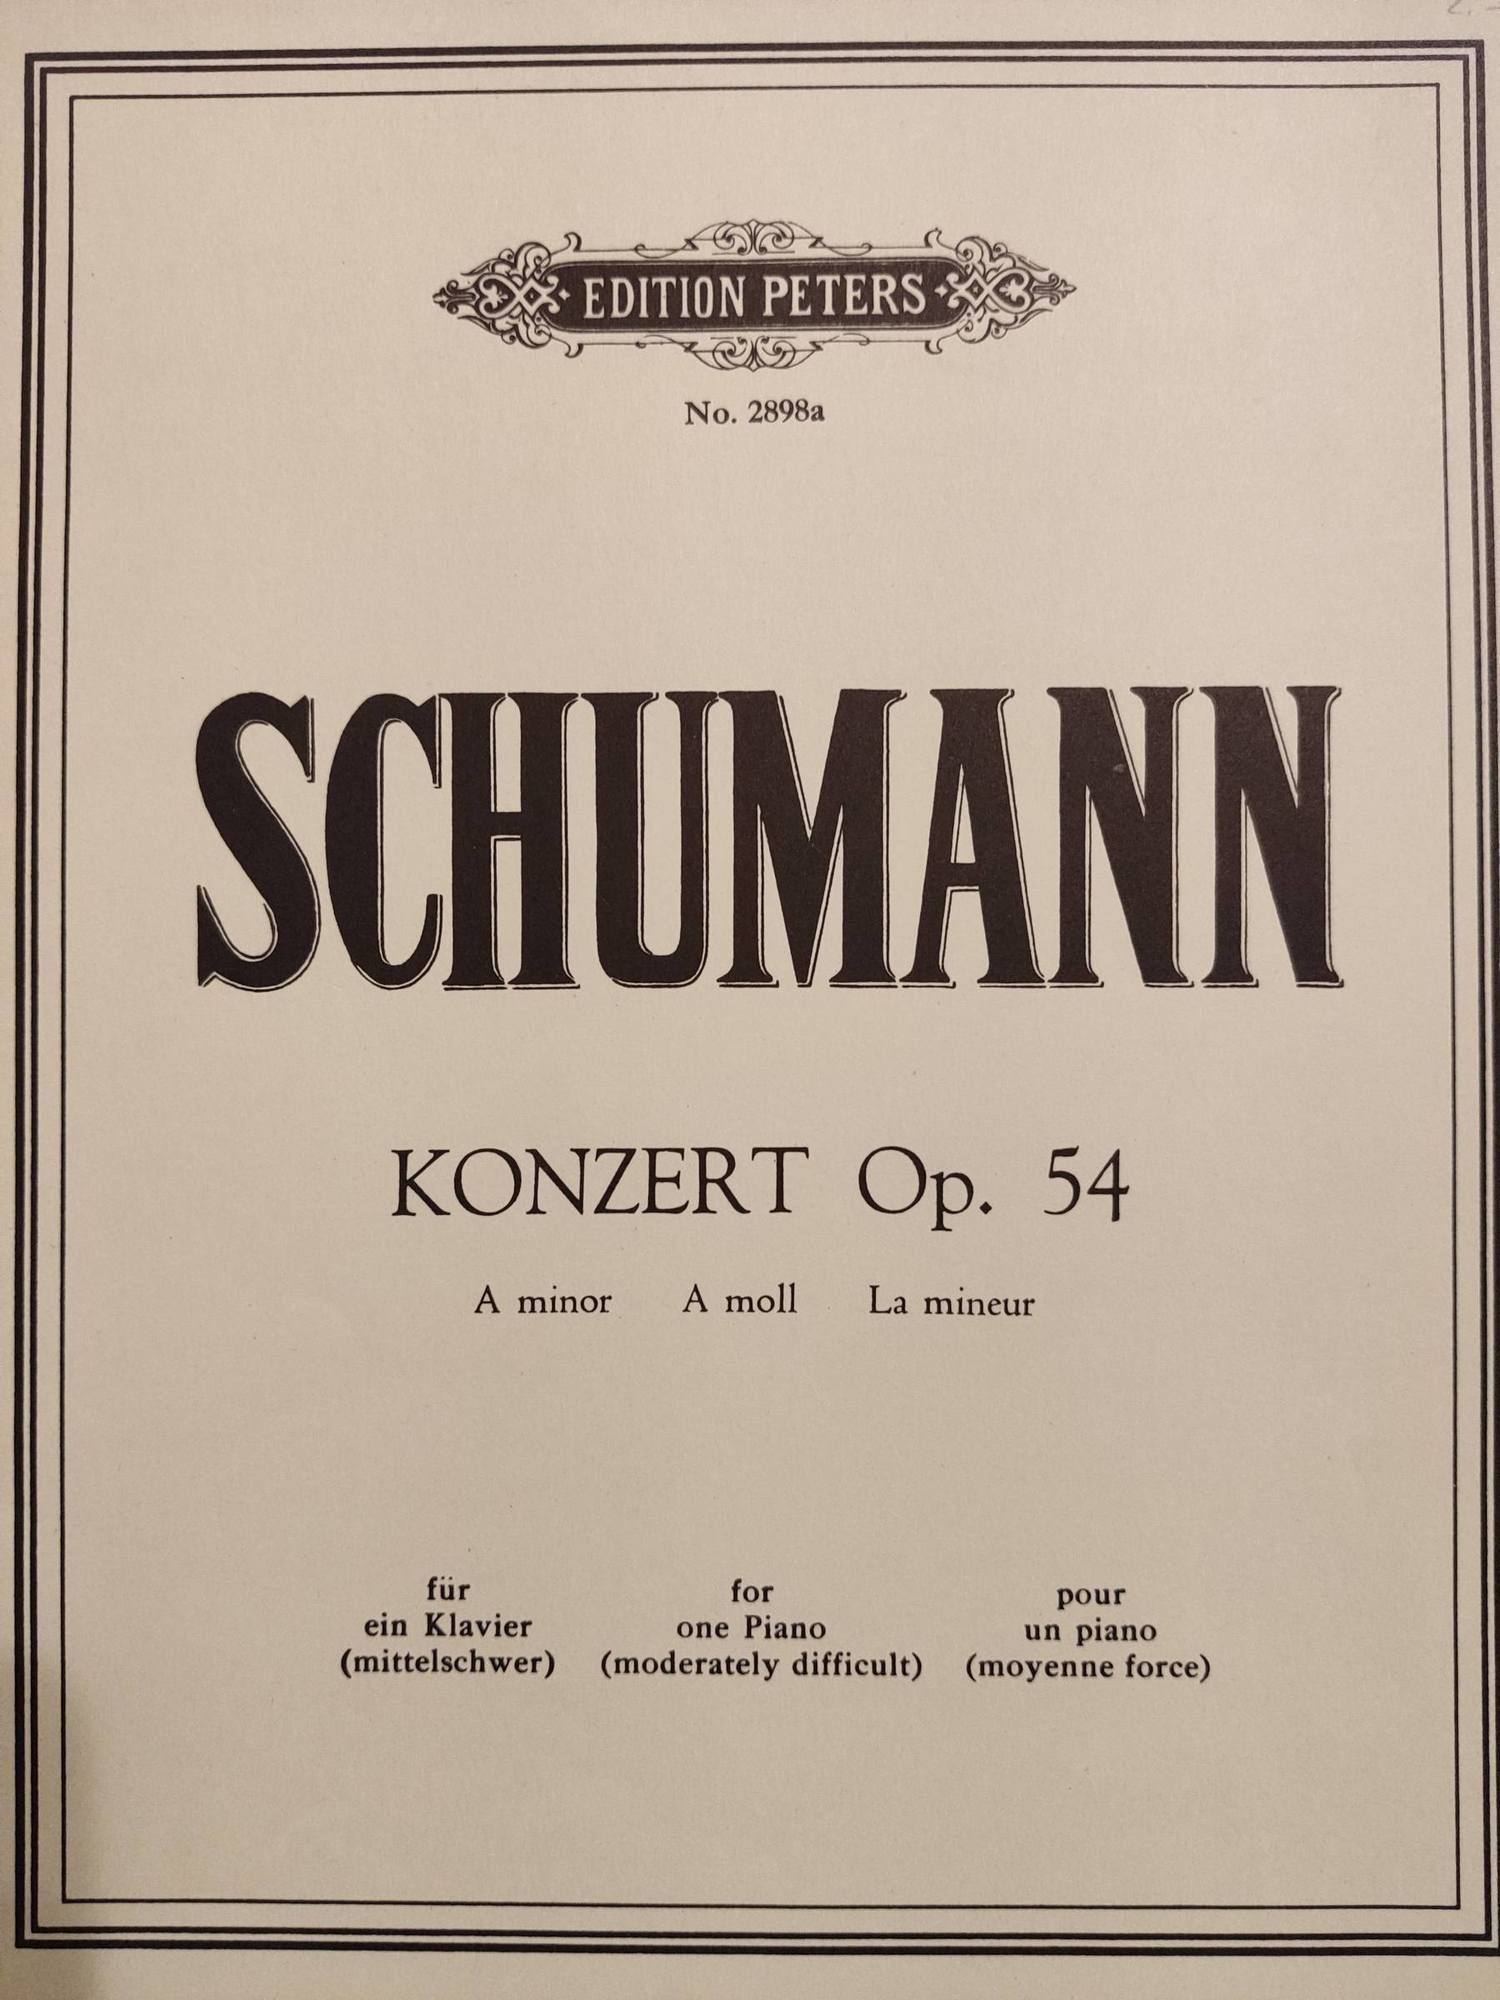 EDITION PETERS
No. 2898a
SCHUMANN
KONZERT Op. 54
A minor A moll La mineur
für
ein Klavier
(mittelschwer)
for
one Piano
(moderately difficult)
pour
un piano
(moyenne force)